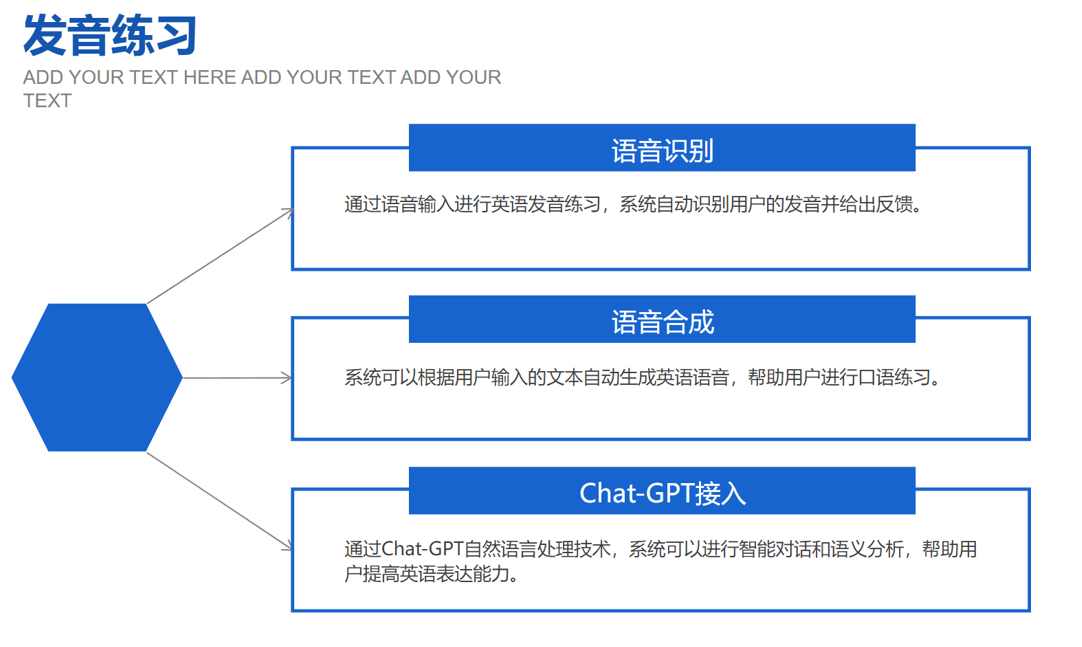 发音练习
ADD YOUR TEXT HERE ADD YOUR TEXT ADD YOUR
TEXT
语音识别
通过语音输入进行英语发音练习，系统自动识别用户的发音并给出反馈。
语音合成
系统可以根据用户输入的文本自动生成英语语音，帮助用户进行口语练习。
Chat-GPT接入
通过Chat-GPT自然语言处理技术，系统可以进行智能对话和语义分析，帮助用
户提高英语表达能力。